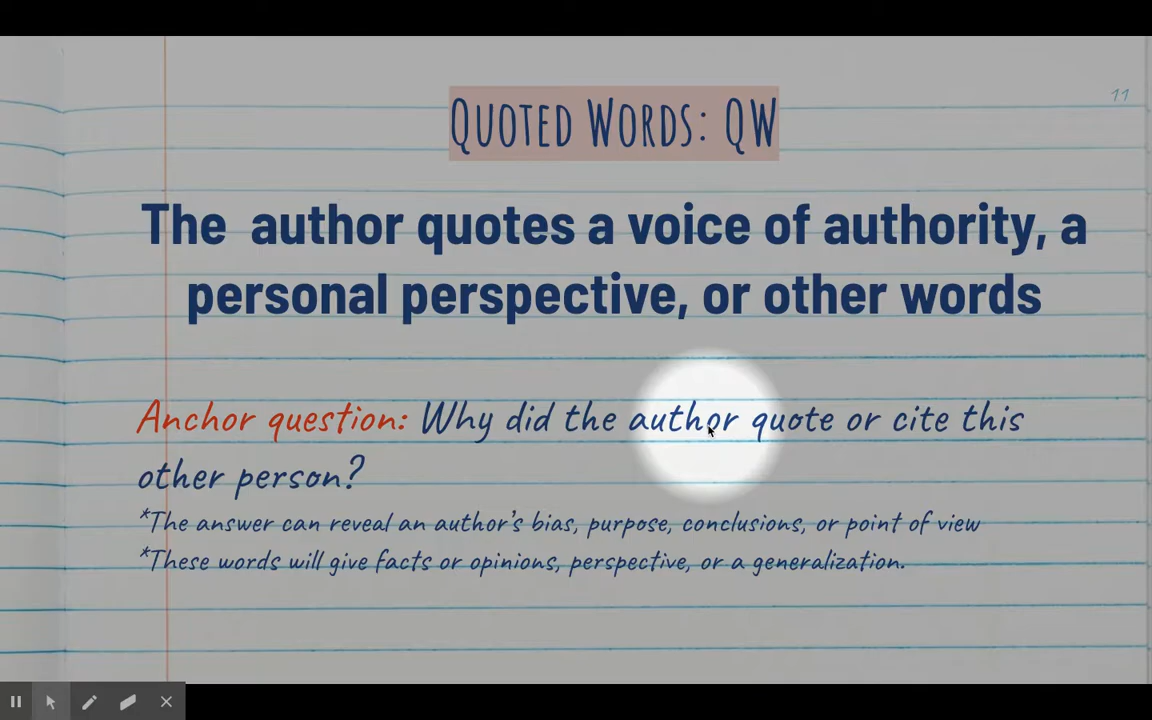 11
QUOTED WORDS: QW
The author quotes a voice of authority, a
personal perspective, or other words
Anchor question: Why did the author quote or cite this
other person?
*The answer can reveal an author's bias, purpose, conclusions, or point of view
*These words will give facts or opinions, perspective, or a generalization.